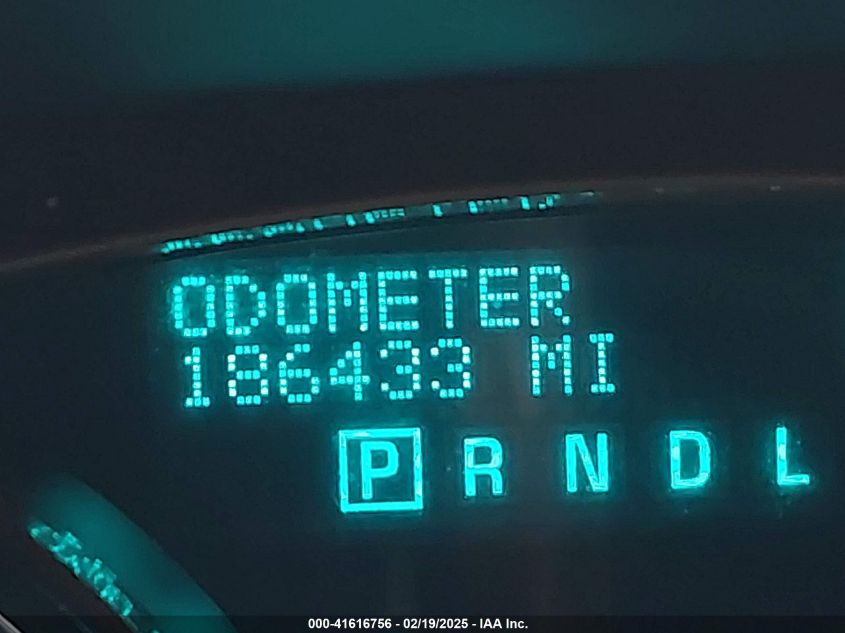 ODOMETER
186433 MI
P R N D L
000-41616756 - 02/19/2025 - IAA Inc.